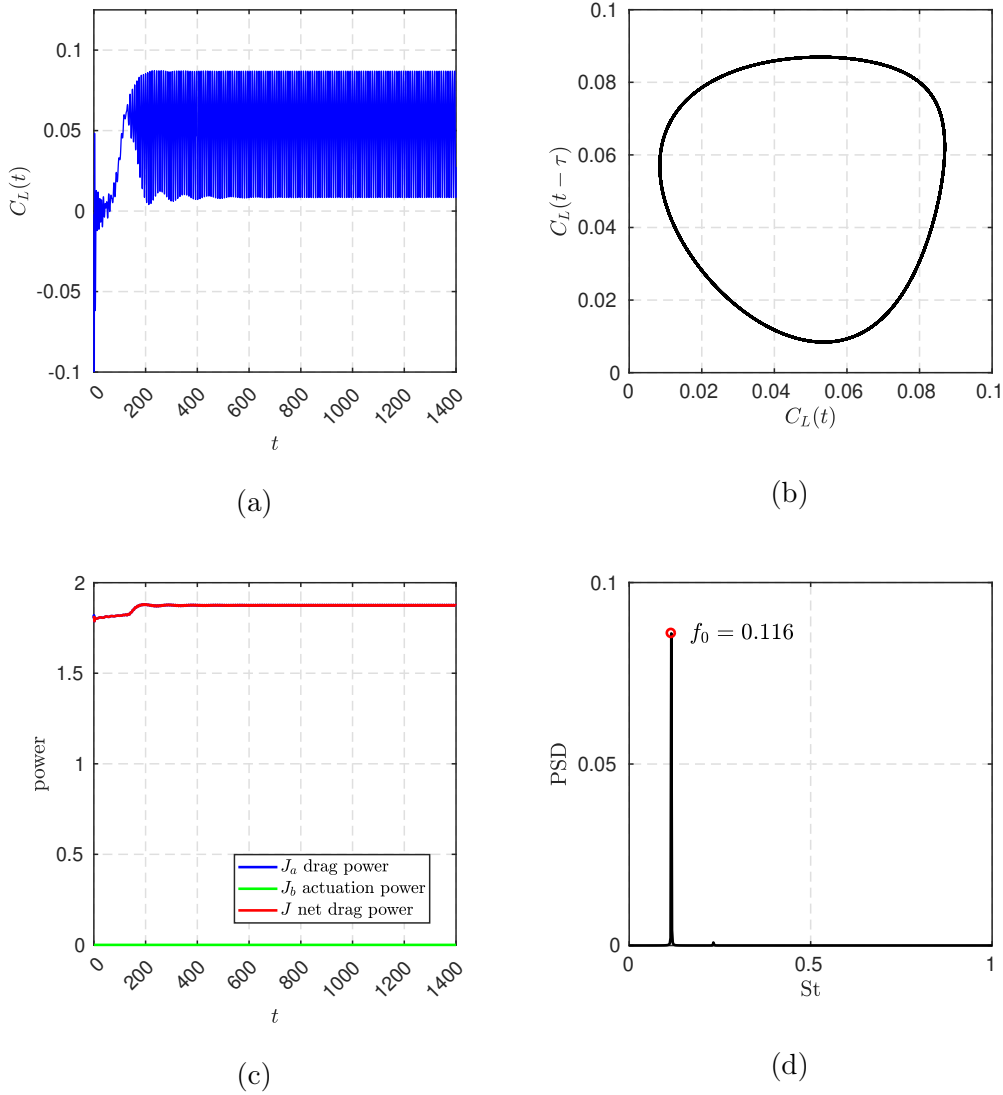 0.1
0.05
0
-0.05
-0.1
C_L(t)
0 200 400 600 800 1000 1200 1400
t
(a)
0.1
0.08
0.06
0.04
0.02
0
C_L(t − τ)
0 0.02 0.04 0.06 0.08 0.1
C_L(t)
(b)
2
1.5
1
0.5
0
power
J_a drag power
J_b actuation power
J net drag power
0 200 400 600 800 1000 1200 1400
t
(c)
0.1
0.05
0
PSD
f_0 = 0.116
0 0.5 1
St
(d)